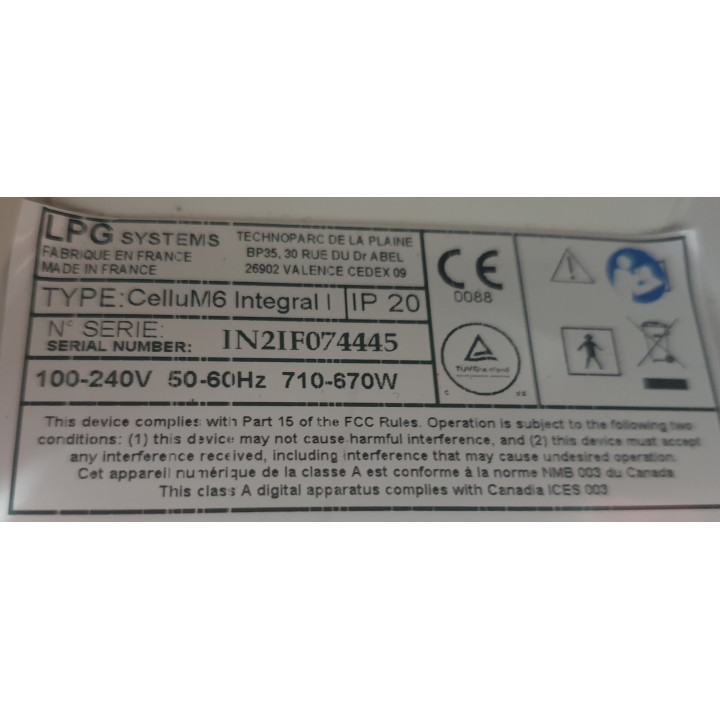 LPG SYSTEMS
FABRIQUE EN FRANCE
MADE IN FRANCE
TECHNOPARC DE LA PLAINE
BP35, 30 RUE DU Dr ABEL
26902 VALENCE CEDEX 09
TYPE:CelluM6 Integral I
IP 20
N° SERIE:
SERIAL NUMBER: 1N2IF074445
100-240V 50-60Hz 710-670W
CE
0088
This device complies with Part 15 of the FCC Rules. Operation is subject to the following two
conditions: (1) this device may not cause harmful interference, and (2) this device must accept
any interference received, including interference that may cause undesired operation.
Cet appareil numérique de la classe A est conforme à la norme NMB 003 du Canada
This class A digital apparatus complies with Canadia ICES 003